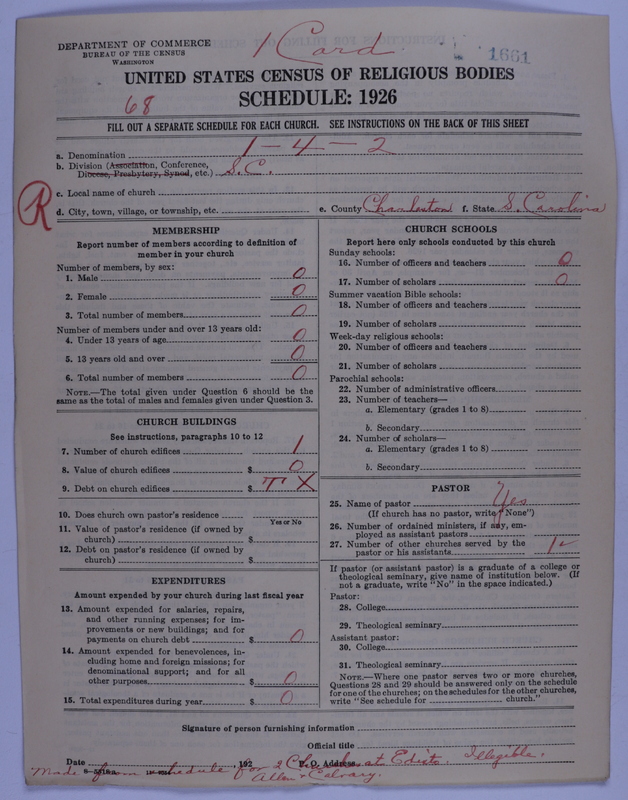 1 Card
1661
DEPARTMENT OF COMMERCE
BUREAU OF THE CENSUS
WASHINGTON
UNITED STATES CENSUS OF RELIGIOUS BODIES
68
SCHEDULE: 1926
FILL OUT A SEPARATE SCHEDULE FOR EACH CHURCH. SEE INSTRUCTIONS ON THE BACK OF THIS SHEET
a. Denomination 1-4-2
b. Division (Association, Conference,
Diocese, Presbytery, Synod, etc.) S.C.
c. Local name of church
R
d. City, town, village, or township, etc. e. County Charleston f. State S. Carolina
MEMBERSHIP
Report number of members according to definition of
member in your church
Number of members, by sex:
1. Male 0
2. Female 0
3. Total number of members 0
Number of members under and over 13 years old:
4. Under 13 years of age 0
5. 13 years old and over 0
6. Total number of members 0
NOTE.—The total given under Question 6 should be the
same as the total of males and females given under Question 3.
CHURCH BUILDINGS
See instructions, paragraphs 10 to 12
7. Number of church edifices 1
8. Value of church edifices $ 0
9. Debt on church edifices $ T X
10. Does church own pastor's residence
Yes or No
11. Value of pastor's residence (if owned by
church) $
12. Debt on pastor's residence (if owned by
church) $
EXPENDITURES
Amount expended by your church during last fiscal year
13. Amount expended for salaries, repairs,
and other running expenses; for im-
provements or new buildings; and for
payments on church debt $ 0
14. Amount expended for benevolences, in-
cluding home and foreign missions; for
denominational support; and for all
other purposes $ 0
15. Total expenditures during year $ 0
CHURCH SCHOOLS
Report here only schools conducted by this church
Sunday schools:
16. Number of officers and teachers 0
17. Number of scholars 0
Summer vacation Bible schools:
18. Number of officers and teachers
19. Number of scholars
Week-day religious schools:
20. Number of officers and teachers
21. Number of scholars
Parochial schools:
22. Number of administrative officers
23. Number of teachers—
a. Elementary (grades 1 to 8)
b. Secondary
24. Number of scholars—
a. Elementary (grades 1 to 8)
b. Secondary
PASTOR
25. Name of pastor Yes
(If church has no pastor, write "None")
26. Number of ordained ministers, if any, em-
ployed as assistant pastors
27. Number of other churches served by the
pastor or his assistants 1
If pastor (or assistant pastor) is a graduate of a college or
theological seminary, give name of institution below. (If
not a graduate, write "No" in the space indicated.)
Pastor:
28. College
29. Theological seminary
Assistant pastor:
30. College
31. Theological seminary
NOTE.—Where one pastor serves two or more churches,
Questions 28 and 29 should be answered only on the schedule
for one of the churches; on the schedules for the other churches,
write "See schedule for church."
Signature of person furnishing information
Official title
Date , 192 P. O. Address
Made from schedule for 2 Churches at Edisto. Illegible.
Allen & Calvary.